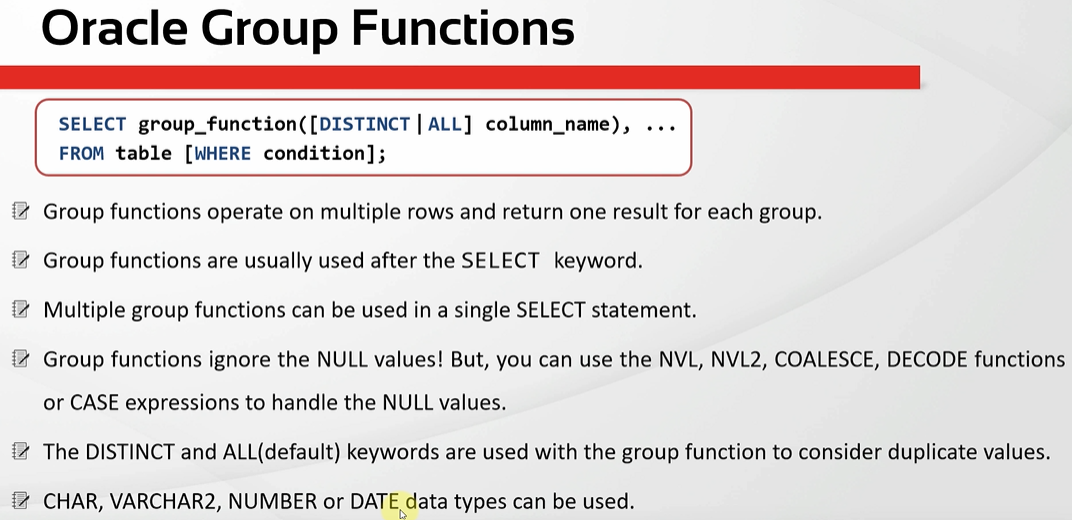 Oracle Group Functions
SELECT group_function([DISTINCT|ALL] column_name), ...
FROM table [WHERE condition];
Group functions operate on multiple rows and return one result for each group.
Group functions are usually used after the SELECT keyword.
Multiple group functions can be used in a single SELECT statement.
Group functions ignore the NULL values! But, you can use the NVL, NVL2, COALESCE, DECODE functions
or CASE expressions to handle the NULL values.
The DISTINCT and ALL(default) keywords are used with the group function to consider duplicate values.
CHAR, VARCHAR2, NUMBER or DATE data types can be used.